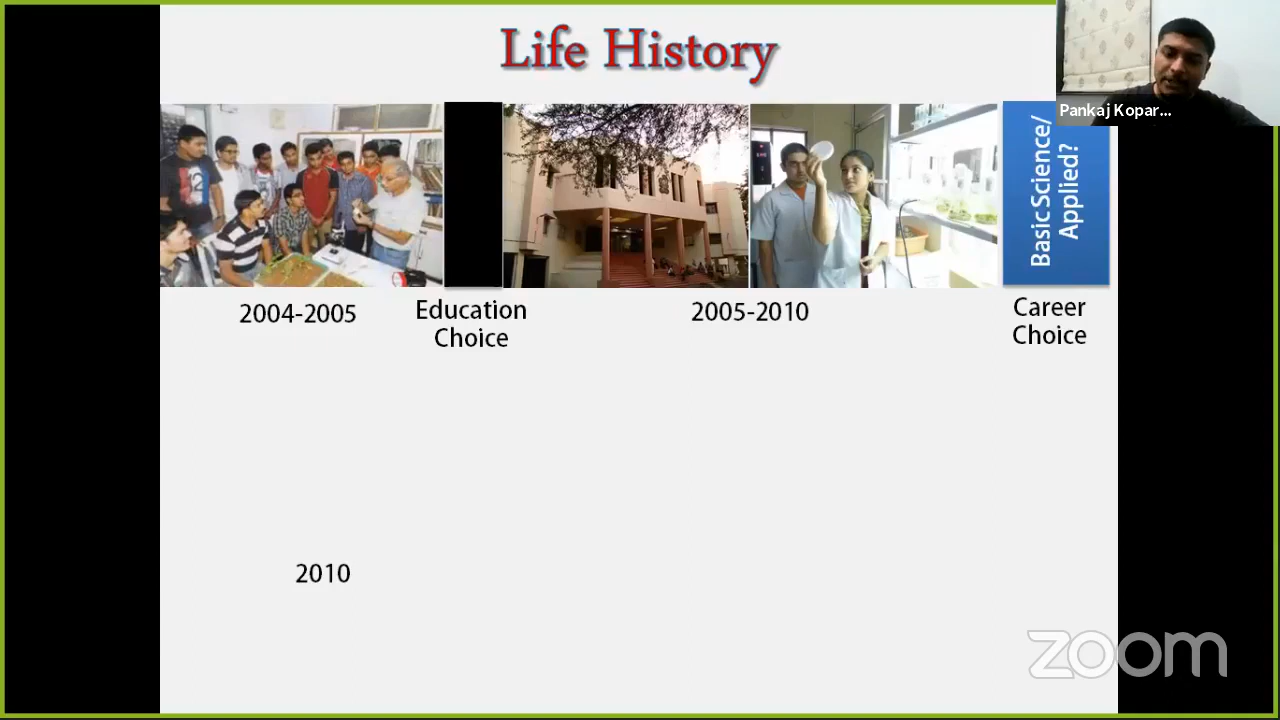 Life History
Pankaj Kopar...
Basic Science/
Applied?
2004-2005
Education
Choice
2005-2010
Career
Choice
2010
zoom